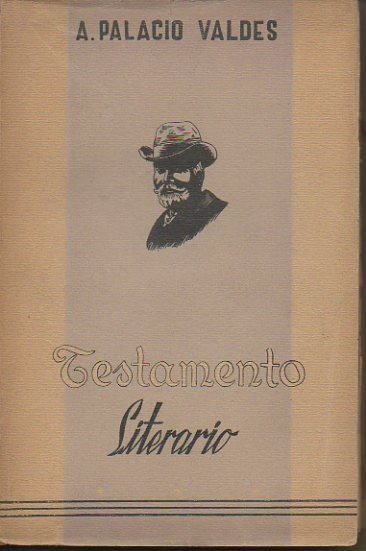 A. PALACIO VALDES
Testamento
Literario